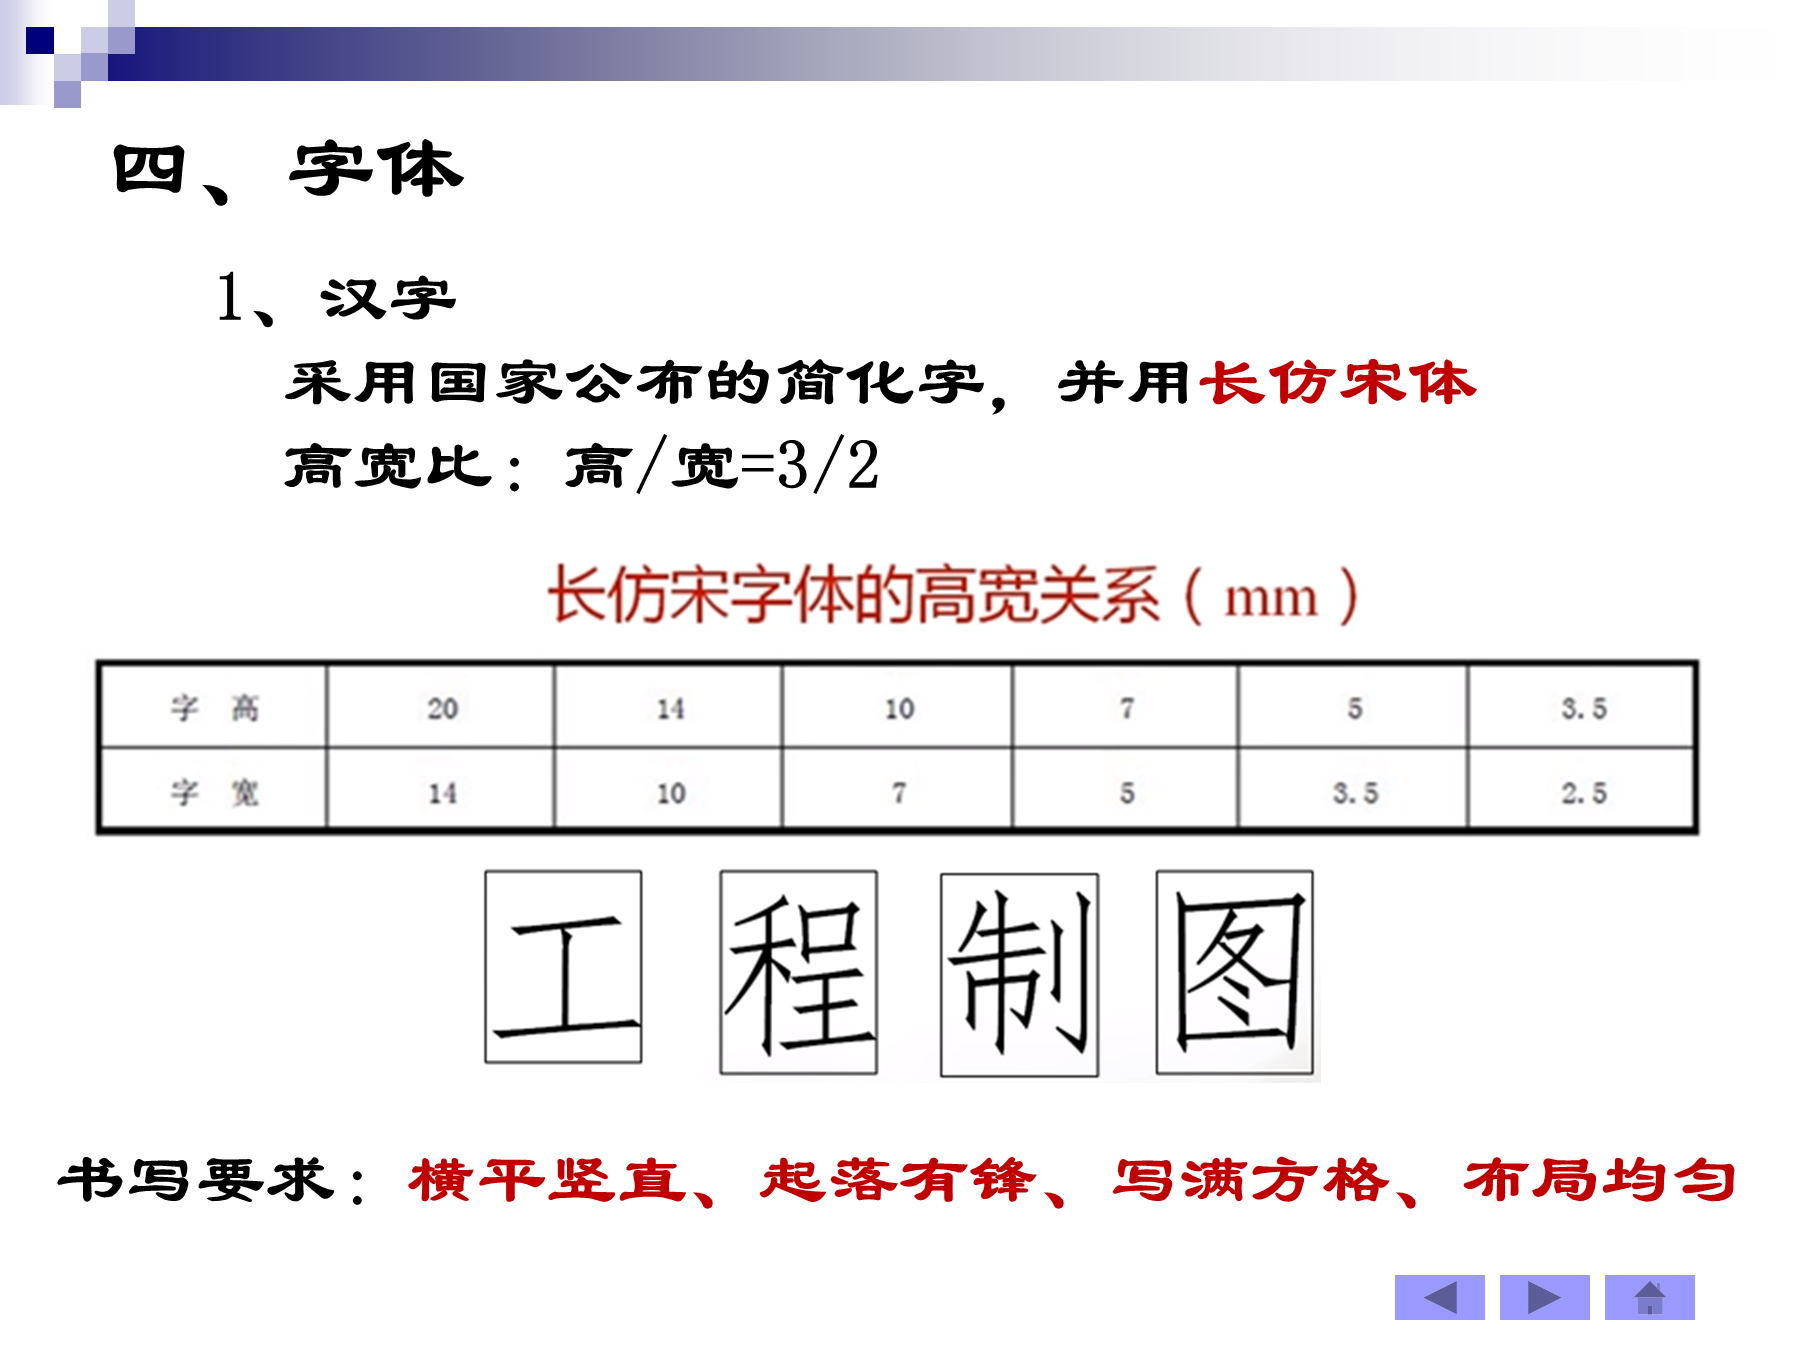 四、字体
1、汉字
采用国家公布的简化字，并用长仿宋体
高宽比：高/宽=3/2
长仿宋字体的高宽关系（mm）
字 高 20 14 10 7 5 3.5
字 宽 14 10 7 5 3.5 2.5
工程制图
书写要求：横平竖直、起落有锋、写满方格、布局均匀